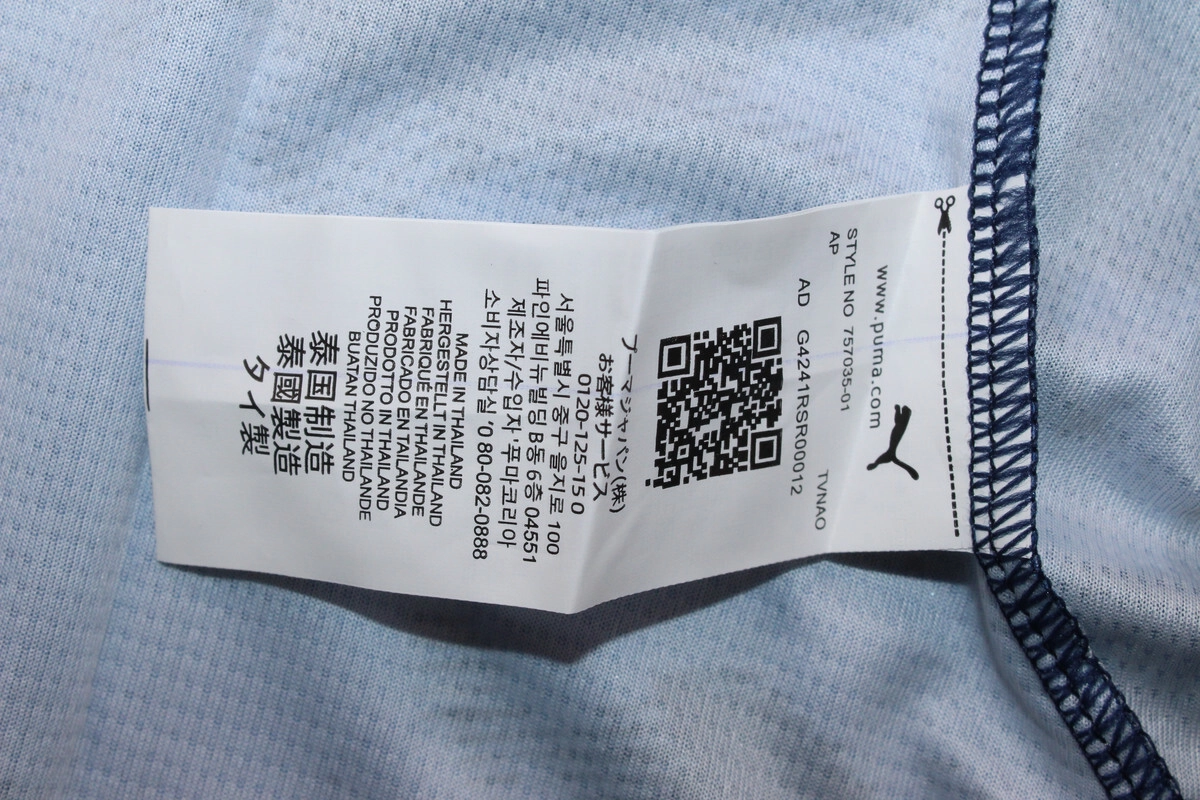 www.puma.com
STYLE NO 757035-01
AP
TVNAO
AD G4241RSR00012
プーマジャパン(株)
お客様サービス
0120-125-150
서울특별시 중구 을지로 100
파인에비뉴빌딩 B동 6층 04551
제조자/수입자:푸마코리아
소비자상담실 :0 80-082-0888
MADE IN THAILAND
HERGESTELLT IN THAILAND
FABRIQUÉ EN THAILANDE
FABRICADO EN TAILANDIA
PRODOTTO IN THAILAND
PRODUZIDO NO THAILANDE
BUATAN THAILAND
泰国制造
泰國製造
タイ製